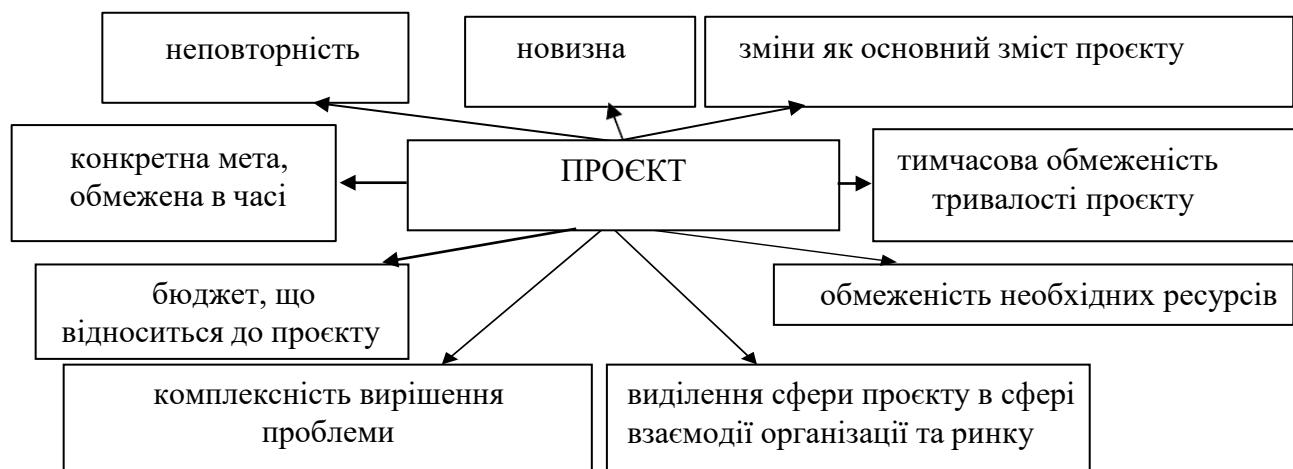 неповторність
новизна
зміни як основний зміст проєкту
конкретна мета,
обмежена в часі
ПРОЄКТ
тимчасова обмеженість
тривалості проєкту
бюджет, що
відноситься до проєкту
обмеженість необхідних ресурсів
комплексність вирішення
проблеми
виділення сфери проєкту в сфері
взаємодії організації та ринку